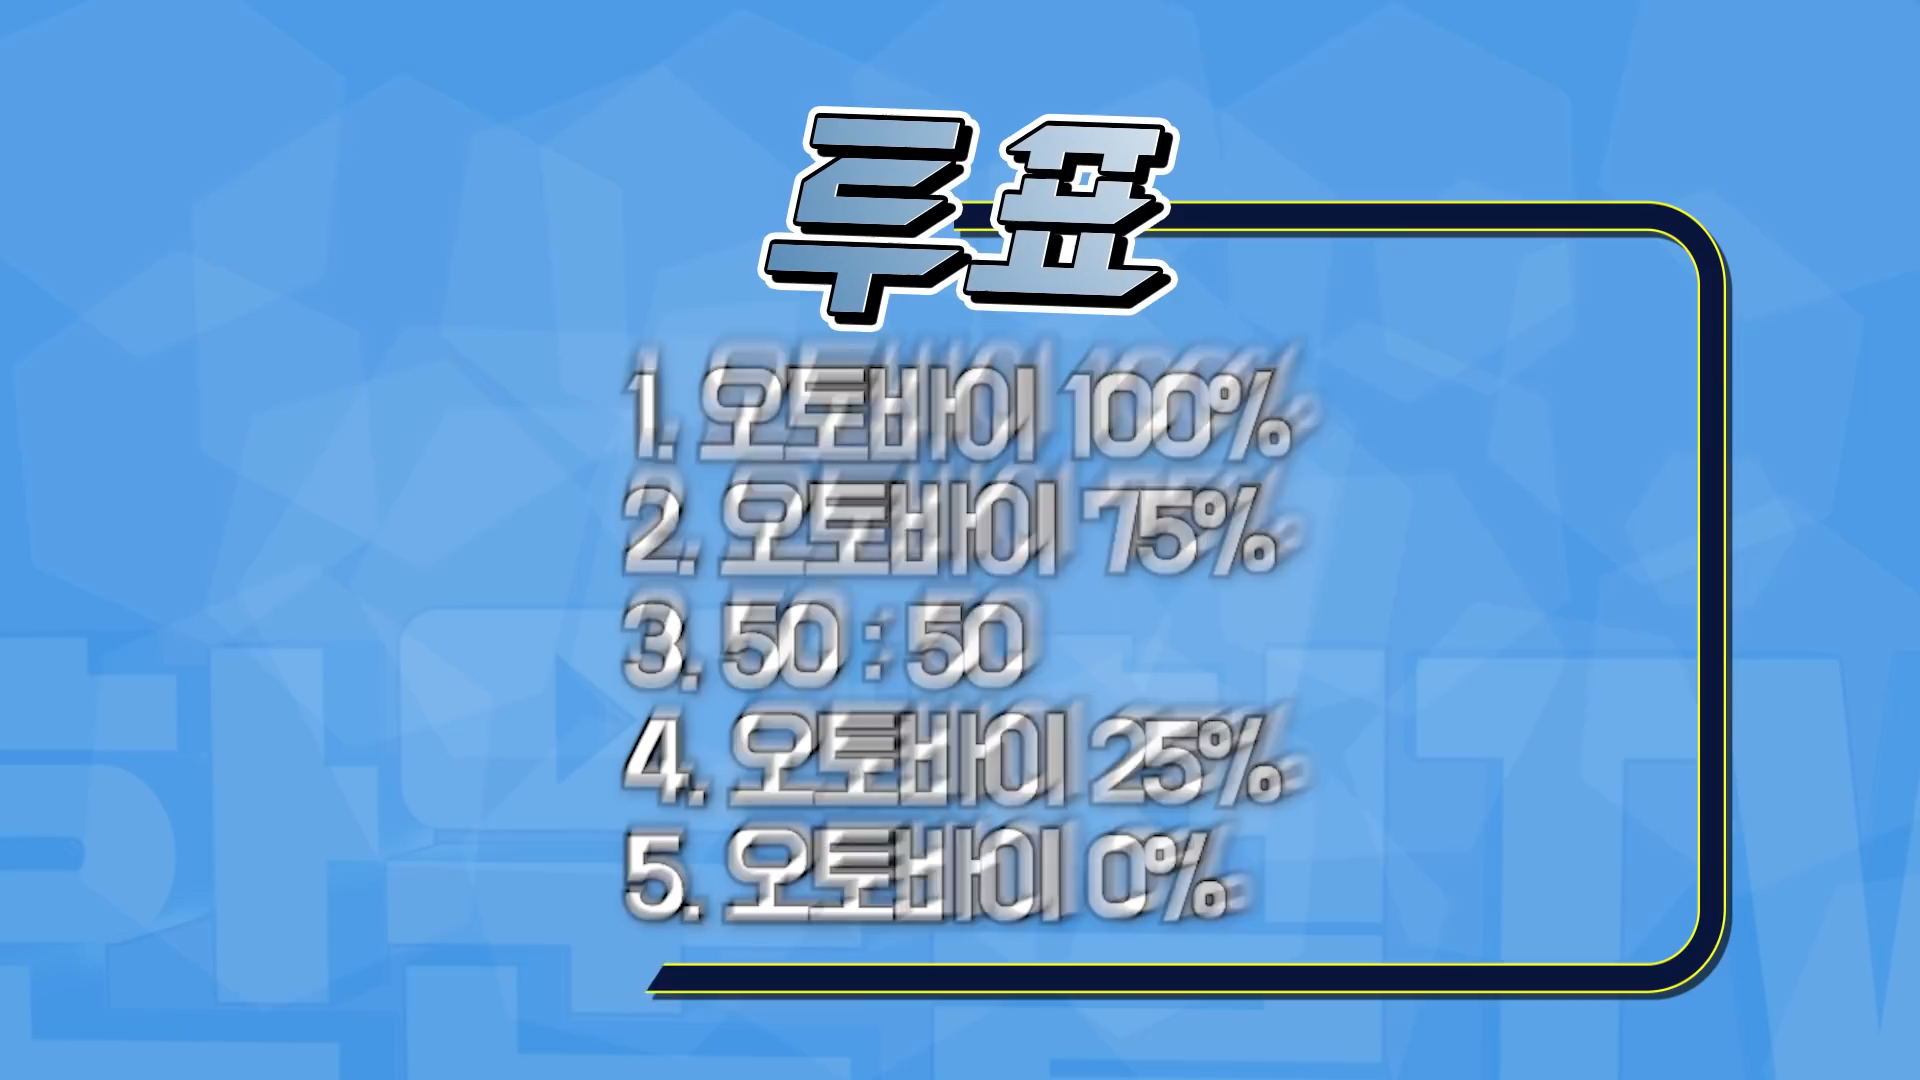 투표
1. 오토바이 100%
2. 오토바이 75%
3. 50 : 50
4. 오토바이 25%
5. 오토바이 0%